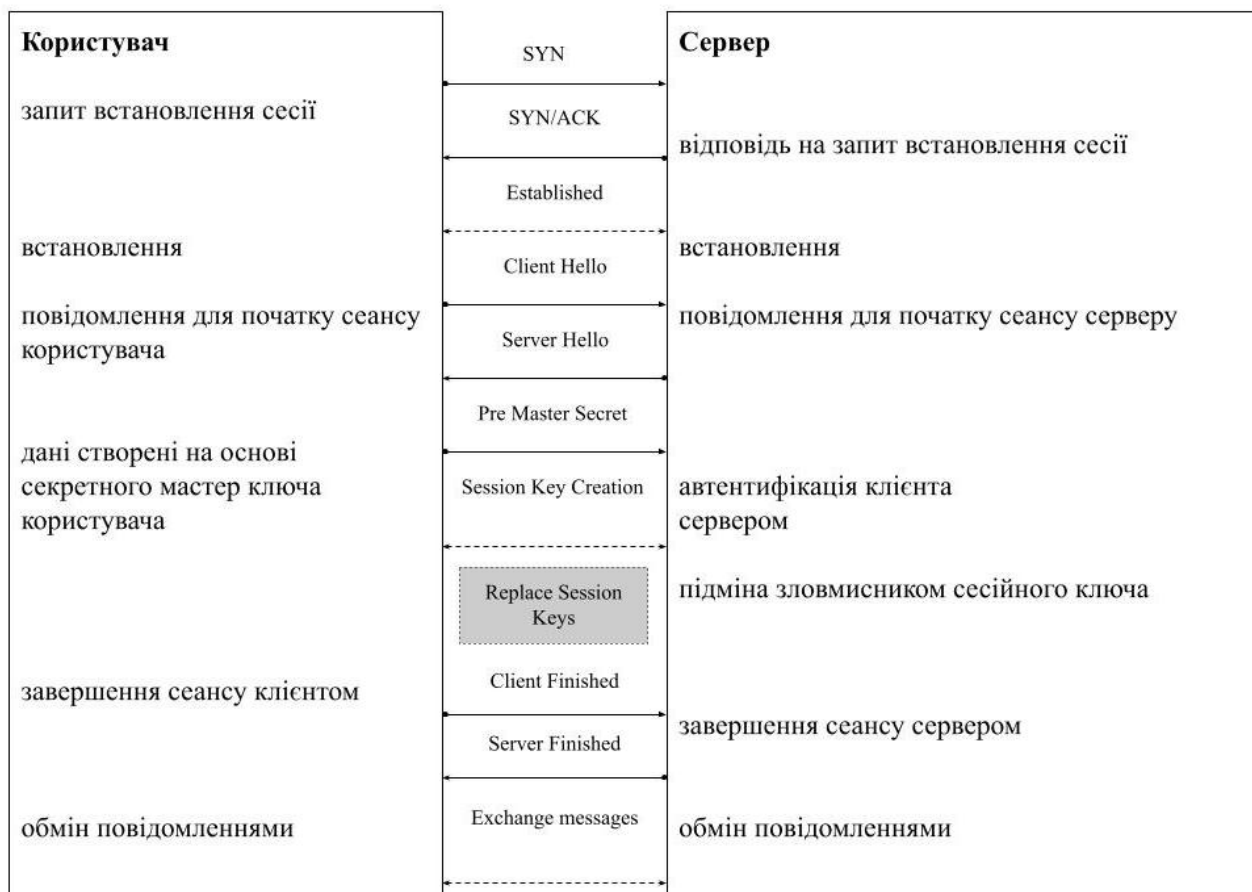 Користувач
SYN
Сервер
запит встановлення сесії
SYN/ACK
відповідь на запит встановлення сесії
Established
встановлення
встановлення
Client Hello
повідомлення для початку сеансу
користувача
повідомлення для початку сеансу серверу
Server Hello
Pre Master Secret
дані створені на основі
секретного мастер ключа
користувача
Session Key Creation
автентифікація клієнта
сервером
Replace Session
Keys
підміна зловмисником сесійного ключа
завершення сеансу клієнтом
Client Finished
завершення сеансу сервером
Server Finished
обмін повідомленнями
Exchange messages
обмін повідомленнями